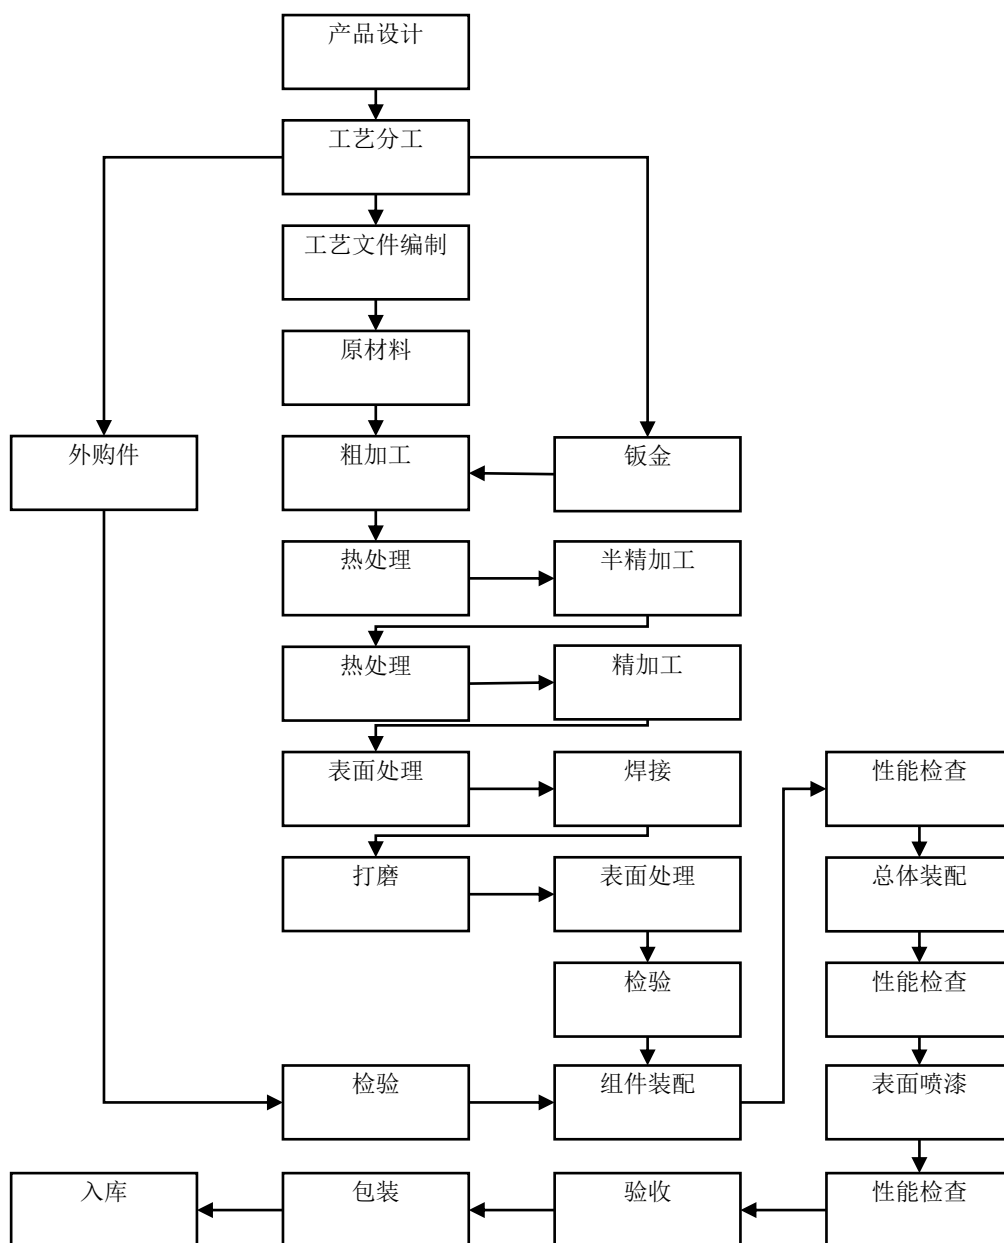 产品设计
工艺分工
工艺文件编制
原材料
外购件
粗加工
钣金
热处理
半精加工
热处理
精加工
表面处理
焊接
性能检查
打磨
表面处理
总体装配
检验
性能检查
检验
组件装配
表面喷漆
入库
包装
验收
性能检查